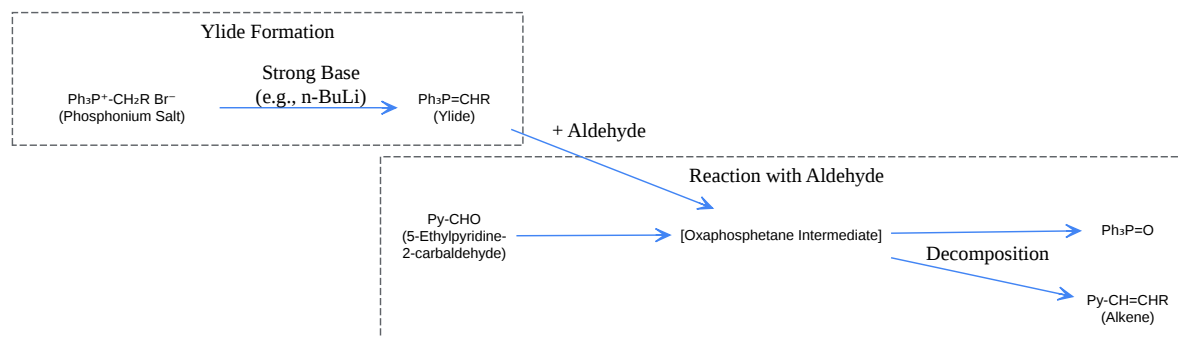 Ylide Formation
Strong Base
(e.g., n-BuLi)
Ph₃P⁺-CH₂R Br⁻
(Phosphonium Salt)
Ph₃P=CHR
(Ylide)
+ Aldehyde
Reaction with Aldehyde
Py-CHO
(5-Ethylpyridine-
2-carbaldehyde)
[Oxaphosphetane Intermediate]
Ph₃P=O
Decomposition
Py-CH=CHR
(Alkene)